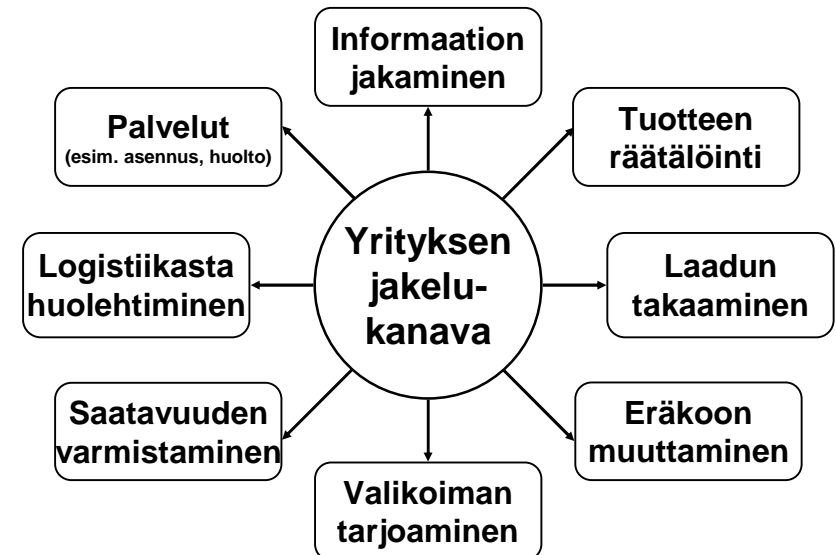 Informaation
jakaminen
Palvelut
(esim. asennus, huolto)
Tuotteen
räätälöinti
Yrityksen
jakelu-
kanava
Logistiikasta
huolehtiminen
Laadun
takaaminen
Saatavuuden
varmistaminen
Eräkoon
muuttaminen
Valikoiman
tarjoaminen